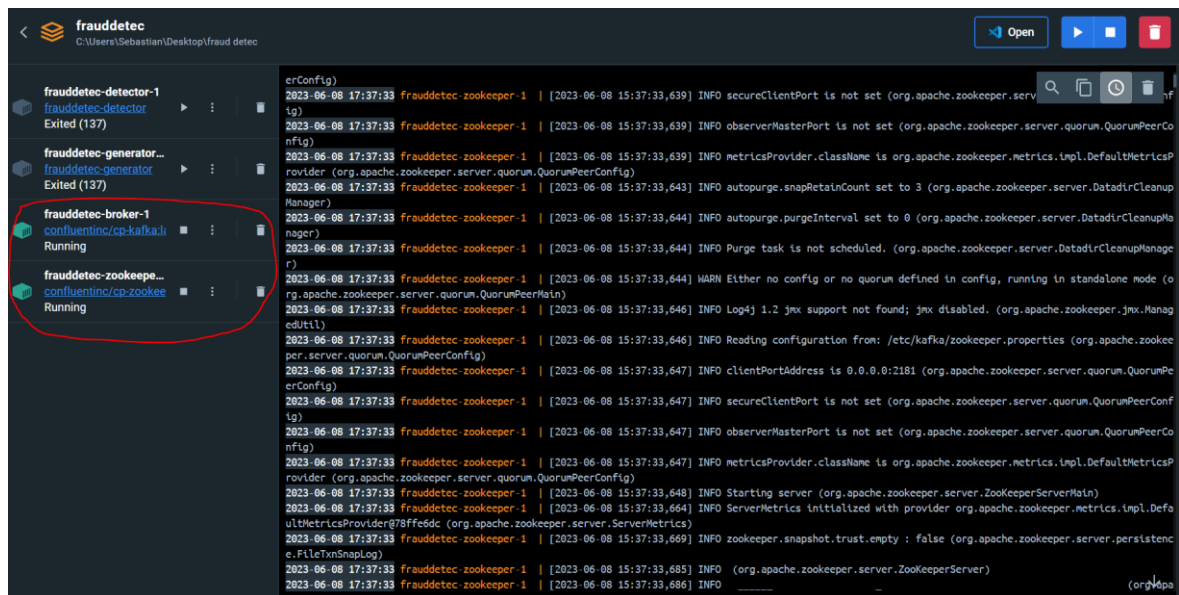 frauddetec
C:\Users\Sebastian\Desktop\fraud detec
Open
frauddetec-detector-1
frauddetec-detector
Exited (137)
frauddetec-generator...
frauddetec-generator
Exited (137)
frauddetec-broker-1
confluentinc/cp-kafka:la
Running
frauddetec-zookeepe...
confluentinc/cp-zookee
Running
erConfig)
2023-06-08 17:37:33 frauddetec-zookeeper-1 | [2023-06-08 15:37:33,639] INFO secureClientPort is not set (org.apache.zookeeper.serv nf
ig)
2023-06-08 17:37:33 frauddetec-zookeeper-1 | [2023-06-08 15:37:33,639] INFO observerMasterPort is not set (org.apache.zookeeper.server.quorum.QuorumPeerCo
nfig)
2023-06-08 17:37:33 frauddetec-zookeeper-1 | [2023-06-08 15:37:33,639] INFO metricsProvider.className is org.apache.zookeeper.metrics.impl.DefaultMetricsP
rovider (org.apache.zookeeper.server.quorum.QuorumPeerConfig)
2023-06-08 17:37:33 frauddetec-zookeeper-1 | [2023-06-08 15:37:33,643] INFO autopurge.snapRetainCount set to 3 (org.apache.zookeeper.server.DatadirCleanup
Manager)
2023-06-08 17:37:33 frauddetec-zookeeper-1 | [2023-06-08 15:37:33,644] INFO autopurge.purgeInterval set to 0 (org.apache.zookeeper.server.DatadirCleanupMa
nager)
2023-06-08 17:37:33 frauddetec-zookeeper-1 | [2023-06-08 15:37:33,644] INFO Purge task is not scheduled. (org.apache.zookeeper.server.DatadirCleanupManage
r)
2023-06-08 17:37:33 frauddetec-zookeeper-1 | [2023-06-08 15:37:33,644] WARN Either no config or no quorum defined in config, running in standalone mode (o
rg.apache.zookeeper.server.quorum.QuorumPeerMain)
2023-06-08 17:37:33 frauddetec-zookeeper-1 | [2023-06-08 15:37:33,646] INFO Log4j 1.2 jmx support not found; jmx disabled. (org.apache.zookeeper.jmx.Manag
edUtil)
2023-06-08 17:37:33 frauddetec-zookeeper-1 | [2023-06-08 15:37:33,646] INFO Reading configuration from: /etc/kafka/zookeeper.properties (org.apache.zookee
per.server.quorum.QuorumPeerConfig)
2023-06-08 17:37:33 frauddetec-zookeeper-1 | [2023-06-08 15:37:33,647] INFO clientPortAddress is 0.0.0.0:2181 (org.apache.zookeeper.server.quorum.QuorumPe
erConfig)
2023-06-08 17:37:33 frauddetec-zookeeper-1 | [2023-06-08 15:37:33,647] INFO secureClientPort is not set (org.apache.zookeeper.server.quorum.QuorumPeerConf
ig)
2023-06-08 17:37:33 frauddetec-zookeeper-1 | [2023-06-08 15:37:33,647] INFO observerMasterPort is not set (org.apache.zookeeper.server.quorum.QuorumPeerCo
nfig)
2023-06-08 17:37:33 frauddetec-zookeeper-1 | [2023-06-08 15:37:33,647] INFO metricsProvider.className is org.apache.zookeeper.metrics.impl.DefaultMetricsP
rovider (org.apache.zookeeper.server.quorum.QuorumPeerConfig)
2023-06-08 17:37:33 frauddetec-zookeeper-1 | [2023-06-08 15:37:33,648] INFO Starting server (org.apache.zookeeper.server.ZooKeeperServerMain)
2023-06-08 17:37:33 frauddetec-zookeeper-1 | [2023-06-08 15:37:33,664] INFO ServerMetrics initialized with provider org.apache.zookeeper.metrics.impl.Defa
ultMetricsProvider@78ffe6dc (org.apache.zookeeper.server.ServerMetrics)
2023-06-08 17:37:33 frauddetec-zookeeper-1 | [2023-06-08 15:37:33,669] INFO zookeeper.snapshot.trust.empty : false (org.apache.zookeeper.server.persistenc
e.FileTxnSnapLog)
2023-06-08 17:37:33 frauddetec-zookeeper-1 | [2023-06-08 15:37:33,685] INFO (org.apache.zookeeper.server.ZooKeeperServer)
2023-06-08 17:37:33 frauddetec-zookeeper-1 | [2023-06-08 15:37:33,686] INFO ______ _ (org.apa